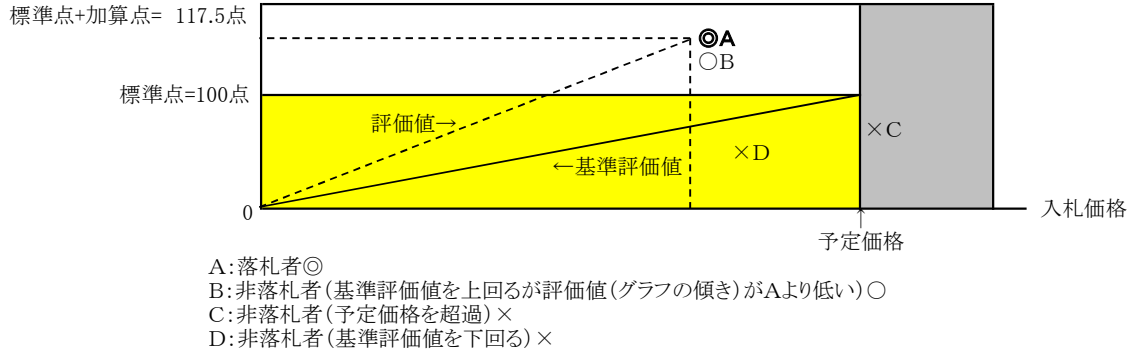 標準点+加算点= 117.5点
◎A
○B
標準点=100点
評価値→
×C
×D
←基準評価値
0
入札価格
↑
予定価格
A:落札者◎
B:非落札者(基準評価値を上回るが評価値(グラフの傾き)がAより低い)○
C:非落札者(予定価格を超過)×
D:非落札者(基準評価値を下回る)×